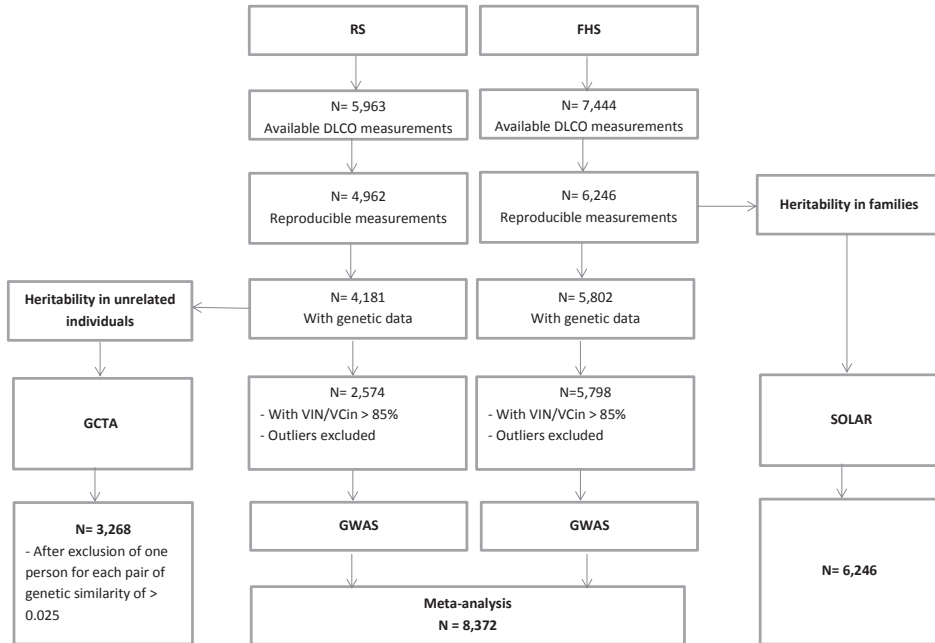 RS
FHS
N= 5,963
Available DLCO measurements
N= 7,444
Available DLCO measurements
N= 4,962
Reproducible measurements
N= 6,246
Reproducible measurements
Heritability in families
Heritability in unrelated
individuals
N= 4,181
With genetic data
N= 5,802
With genetic data
GCTA
N= 2,574
- With VIN/VCin > 85%
- Outliers excluded
N=5,798
- With VIN/VCin > 85%
- Outliers excluded
SOLAR
N= 3,268
- After exclusion of one
person for each pair of
genetic similarity of >
0.025
GWAS
GWAS
N= 6,246
Meta-analysis
N = 8,372